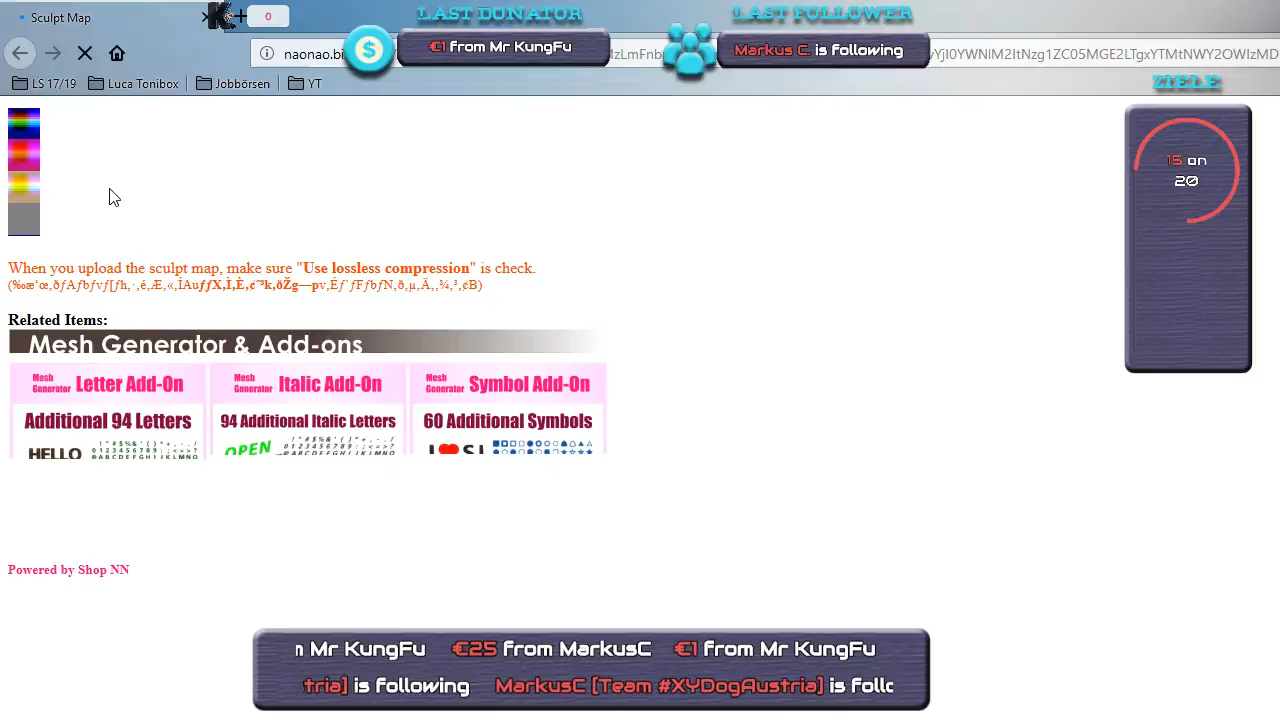 Sculpt Map
0
LAST DONATOR
€1 from Mr KungFu
LAST FOLLOWER
Markus C. is following
naonao.bi
LS 17/19
Luca Tonibox
Jobbörsen
YT
ZIELE
15 on
20
When you upload the sculpt map, make sure "Use lossless compression" is check.
Related Items:
Mesh Generator & Add-ons
Mesh Generator Letter Add-On
Additional 94 Letters
HELLO
Mesh Generator Italic Add-On
94 Additional Italic Letters
OPEN
Mesh Generator Symbol Add-On
60 Additional Symbols
Powered by Shop NN
n Mr KungFu €25 from MarkusC €1 from Mr KungFu
tria] is following MarkusC [Team #XYDogAustria] is follc